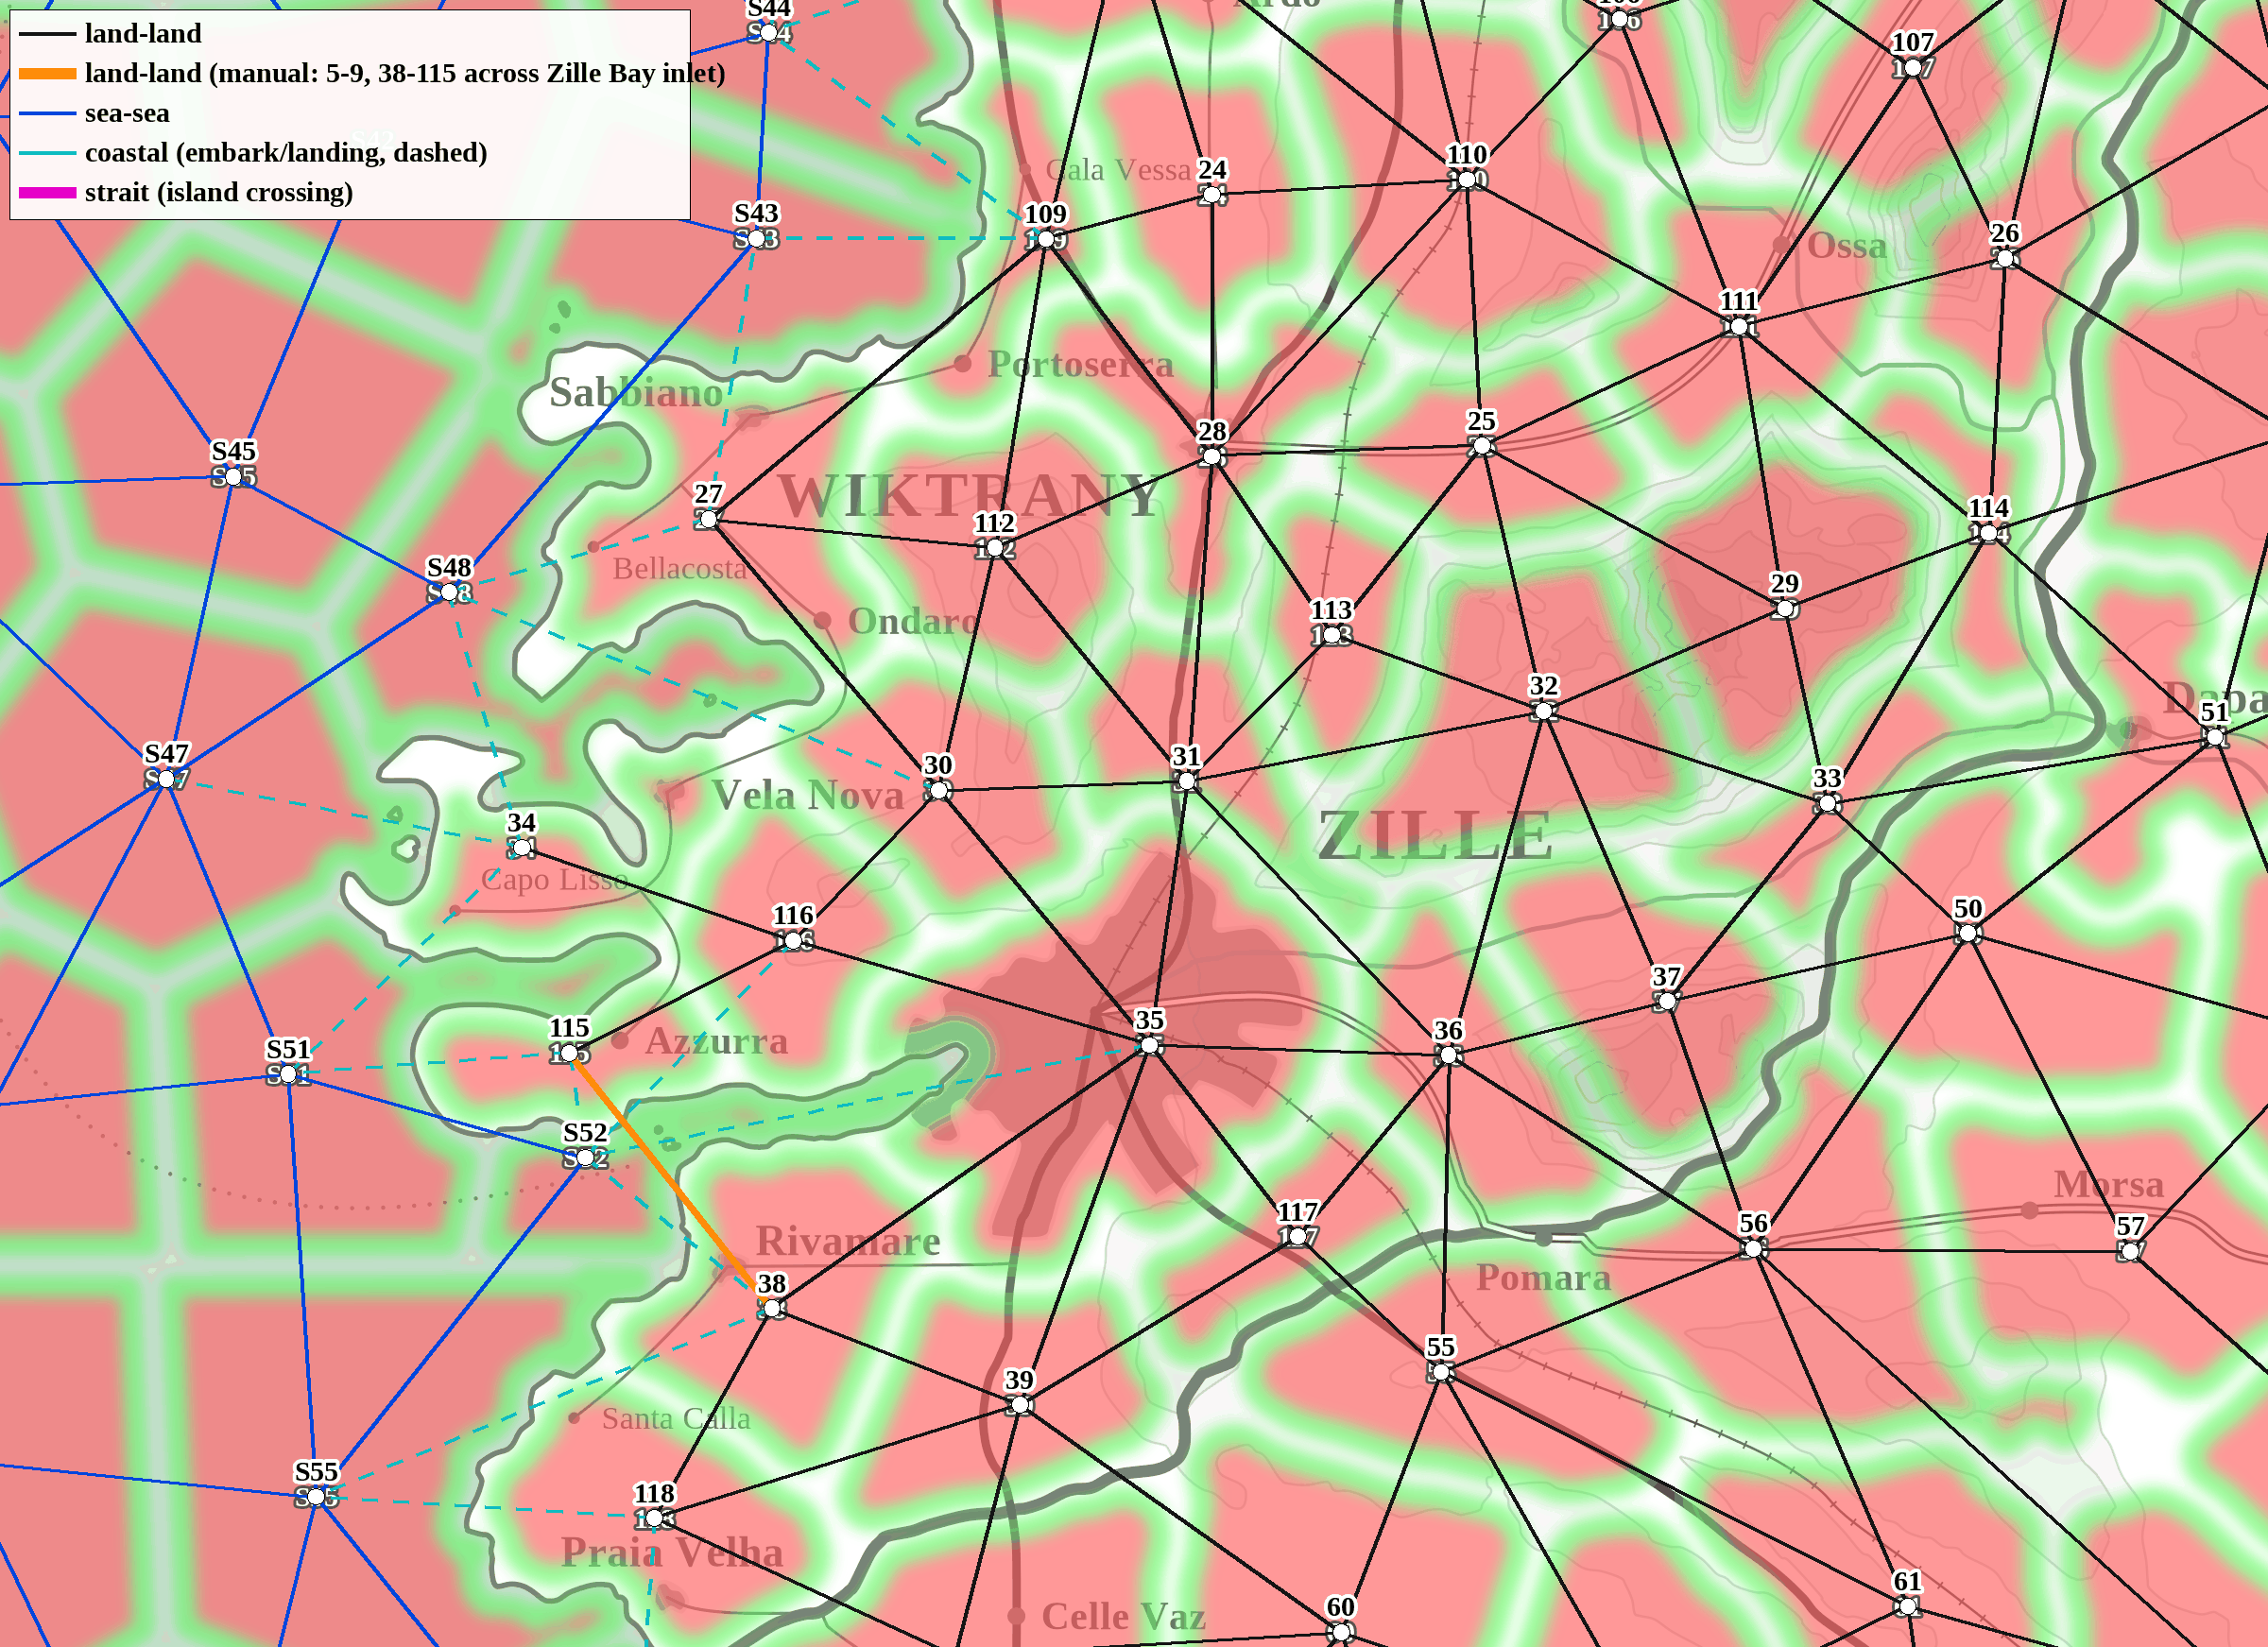 S44
land-land
land-land (manual: 5-9, 38-115 across Zille Bay inlet)
sea-sea
coastal (embark/landing, dashed)
strait (island crossing)
S42
106
107
110
Cala Vessa
24
S43
109
26
Ossa
111
Portoserra
Sabbiano
25
28
S45
27
WIKTRANY
112
114
Bellacosta
S48
29
113
Ondaro
32
51
S47
30
31
33
Vela Nova
34
ZILLE
Capo Lisso
116
50
37
115
35
36
Azzurra
S51
S52
Morsa
117
56
57
Rivamare
38
Pomara
55
39
Santa Calla
S55
118
Praia Velha
61
60
Celle Vaz